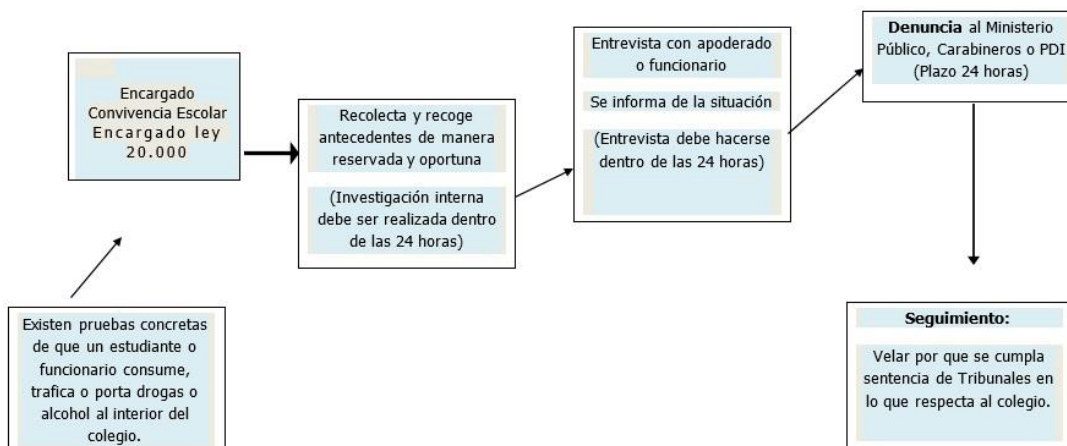 Existen pruebas concretas
de que un estudiante o
funcionario consume,
trafica o porta drogas o
alcohol al interior del
colegio.
Encargado
Convivencia Escolar
Encargado ley
20.000
Recolecta y recoge
antecedentes de manera
reservada y oportuna
(Investigación interna
debe ser realizada dentro
de las 24 horas)
Entrevista con apoderado
o funcionario
Se informa de la situación
(Entrevista debe hacerse
dentro de las 24 horas)
Denuncia al Ministerio
Público, Carabineros o PDI
(Plazo 24 horas)
Seguimiento:
Velar por que se cumpla
sentencia de Tribunales en
lo que respecta al colegio.